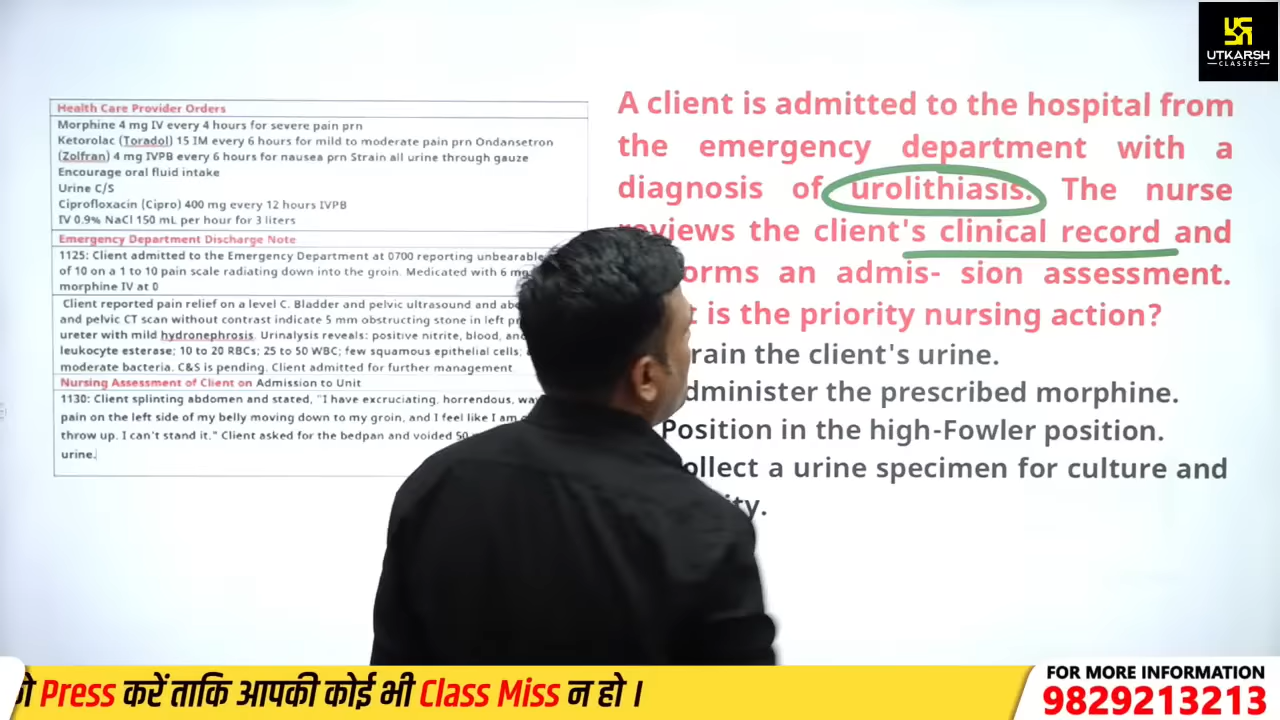 UTKARSH
CLASSES
Health Care Provider Orders
Morphine 4 mg IV every 4 hours for severe pain prn
Ketorolac (Toradol) 15 IM every 6 hours for mild to moderate pain prn Ondansetron
(Zolfran) 4 mg IVPB every 6 hours for nausea prn Strain all urine through gauze
Encourage oral fluid intake
Urine C/S
Ciprofloxacin (Cipro) 400 mg every 12 hours IVPB
IV 0.9% NaCl 150 mL per hour for 3 liters
Emergency Department Discharge Note
1125: Client admitted to the Emergency Department at 0700 reporting unbearable
of 10 on a 1 to 10 pain scale radiating down into the groin. Medicated with 6 mg
morphine IV at 0
Client reported pain relief on a level C. Bladder and pelvic ultrasound and
and pelvic CT scan without contrast indicate 5 mm obstructing stone in left
ureter with mild hydronephrosis. Urinalysis reveals: positive nitrite, blood,
leukocyte esterase; 10 to 20 RBCs; 25 to 50 WBC; few squamous epithelial cells;
moderate bacteria. C&S is pending. Client admitted for further management
Nursing Assessment of Client on Admission to Unit
1130: Client splinting abdomen and stated, "I have excruciating, horrendous,
pain on the left side of my belly moving down to my groin, and I feel like I am
throw up. I can't stand it." Client asked for the bedpan and voided 50
urine.
A client is admitted to the hospital from
the emergency department with a
diagnosis of urolithiasis. The nurse
reviews the client's clinical record and
an admis- sion assessment.
is the priority nursing action?
the client's urine.
the prescribed morphine.
Position in the high-Fowler position.
a urine specimen for culture and
को Press करें ताकि आपकी कोई भी Class Miss न हो ।
FOR MORE INFORMATION
9829213213